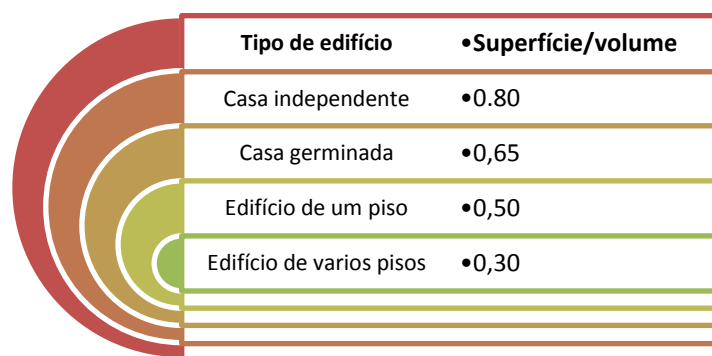 Tipo de edifício •Superfície/volume
Casa independente •0.80
Casa germinada •0,65
Edifício de um piso •0,50
Edifício de varios pisos •0,30